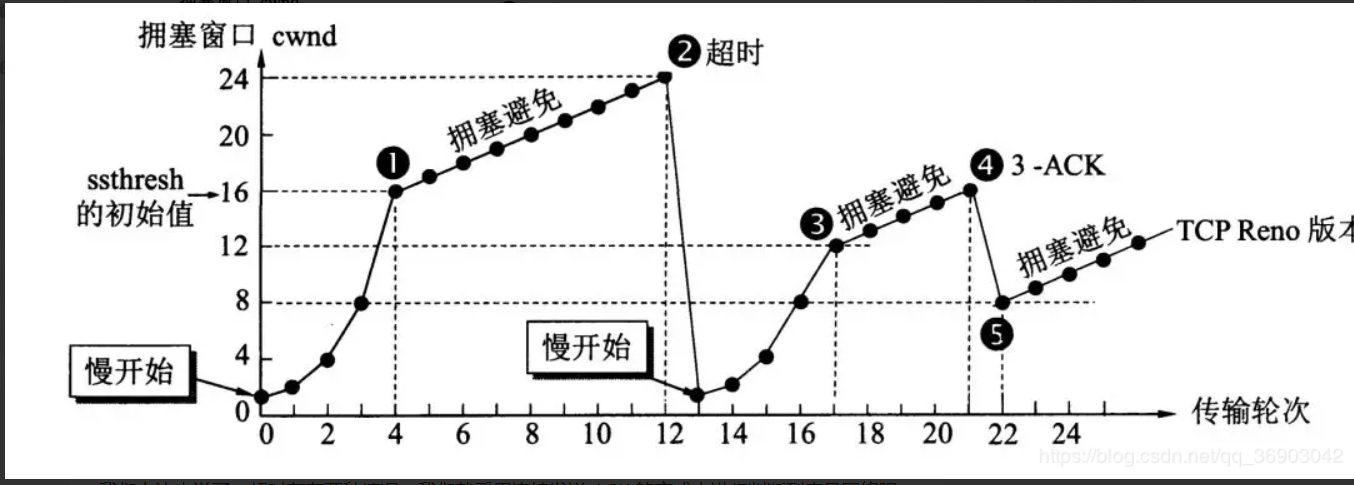 拥塞窗口 cwnd
❷ 超时
24
拥塞避免
20
❶
❹ 3 -ACK
ssthresh
的初始值
16
❸ 拥塞避免
拥塞避免
TCP Reno 版本
12
8
❺
慢开始
慢开始
4
0
0 2 4 6 8 10 12 14 16 18 20 22 24
传输轮次
https://blog.csdn.net/qq_36903042